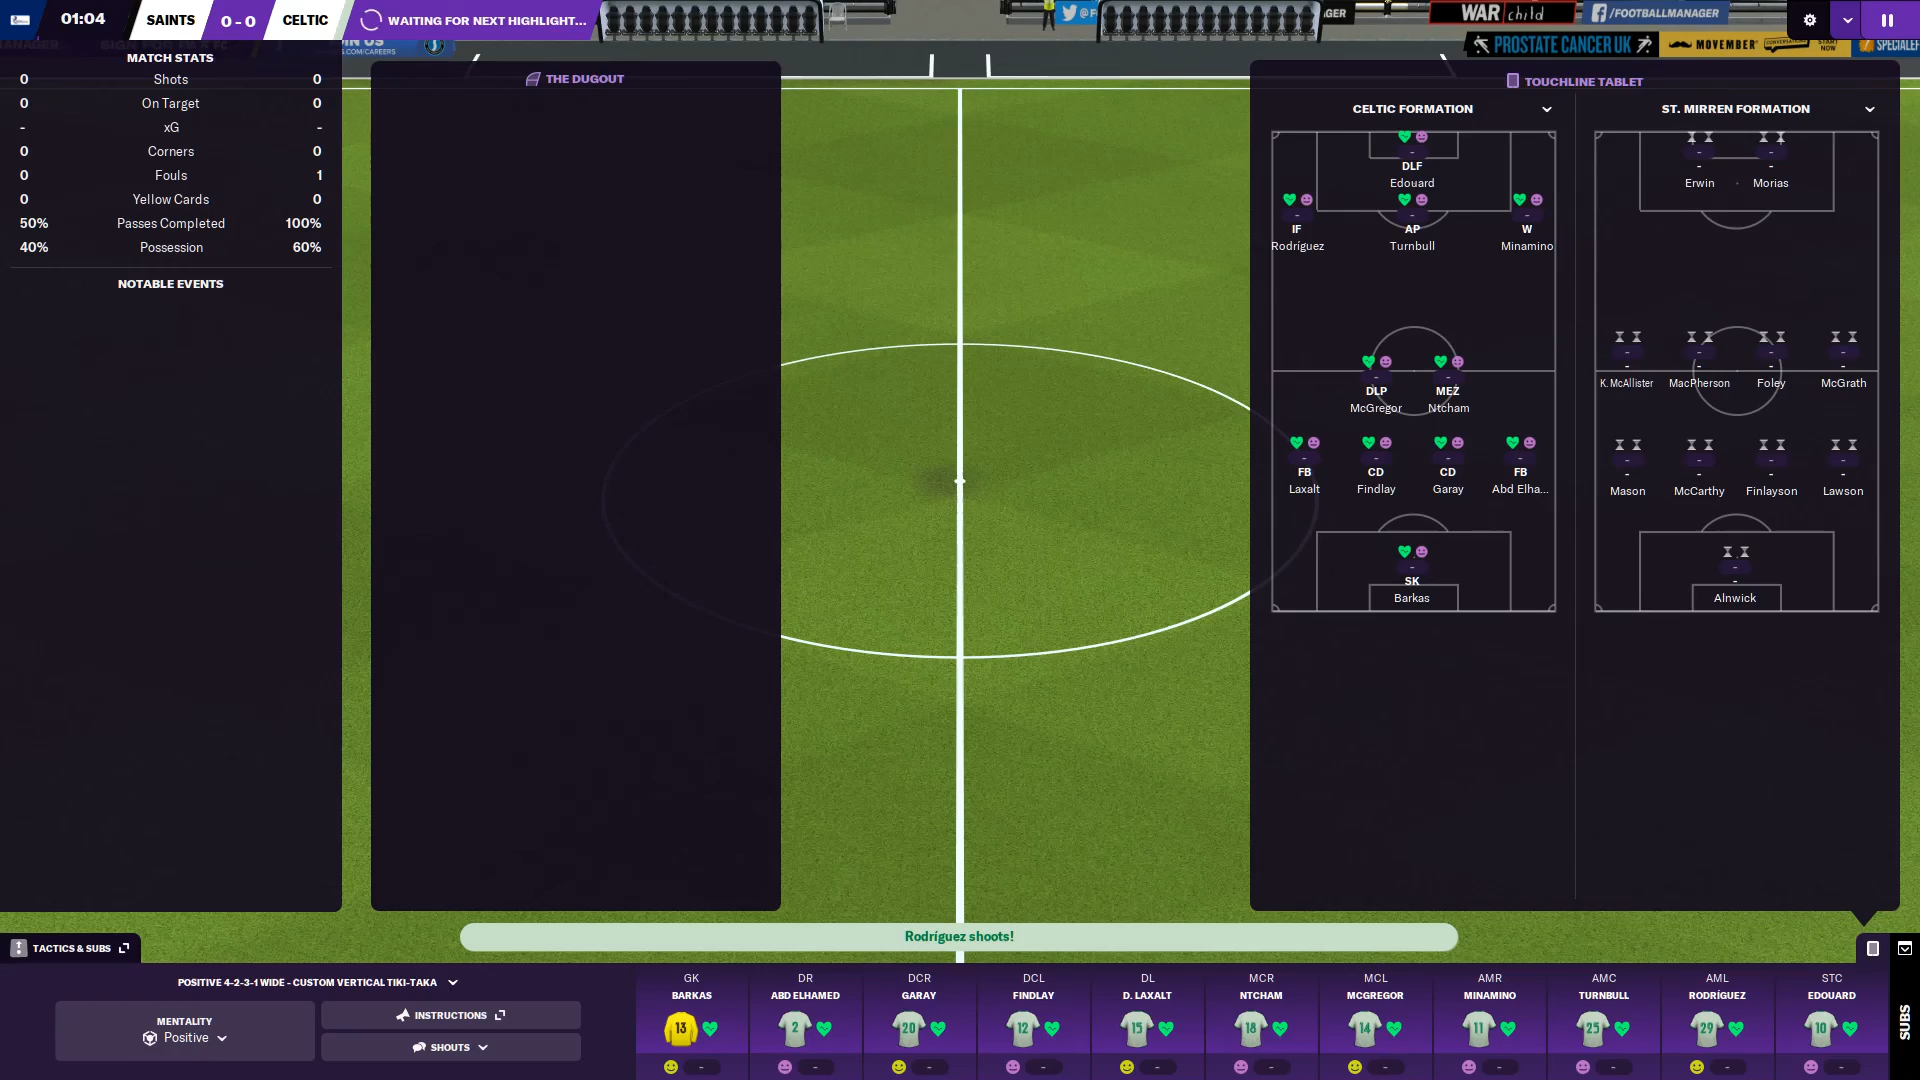 01:04
SAINTS
0 - 0
CELTIC
WAITING FOR NEXT HIGHLIGHT...
WAR child
/FOOTBALLMANAGER
PROSTATE CANCER UK
MOVEMBER
MATCH STATS
0 Shots 0
0 On Target 0
- xG -
0 Corners 0
0 Fouls 1
0 Yellow Cards 0
50% Passes Completed 100%
40% Possession 60%
NOTABLE EVENTS
THE DUGOUT
TOUCHLINE TABLET
CELTIC FORMATION
-
DLF
Edouard
- - -
IF AP W
Rodríguez Turnbull Minamino
- -
DLP MEZ
McGregor Ntcham
- - - -
FB CD CD FB
Laxalt Findlay Garay Abd Elha...
-
SK
Barkas
ST. MIRREN FORMATION
- -
- -
Erwin Morias
- - - -
- - - -
K. McAllister MacPherson Foley McGrath
- - - -
- - - -
Mason McCarthy Finlayson Lawson
-
-
Alnwick
Rodríguez shoots!
TACTICS & SUBS
POSITIVE 4-2-3-1 WIDE - CUSTOM VERTICAL TIKI-TAKA
MENTALITY
Positive
INSTRUCTIONS
SHOUTS
GK DR DCR DCL DL MCR MCL AMR AMC AML STC
BARKAS ABD ELHAMED GARAY FINDLAY D. LAXALT NTCHAM MCGREGOR MINAMINO TURNBULL RODRÍGUEZ EDOUARD
13 2 20 12 15 18 14 11 25 29 10
- - - - - - - - - - -
SUBS